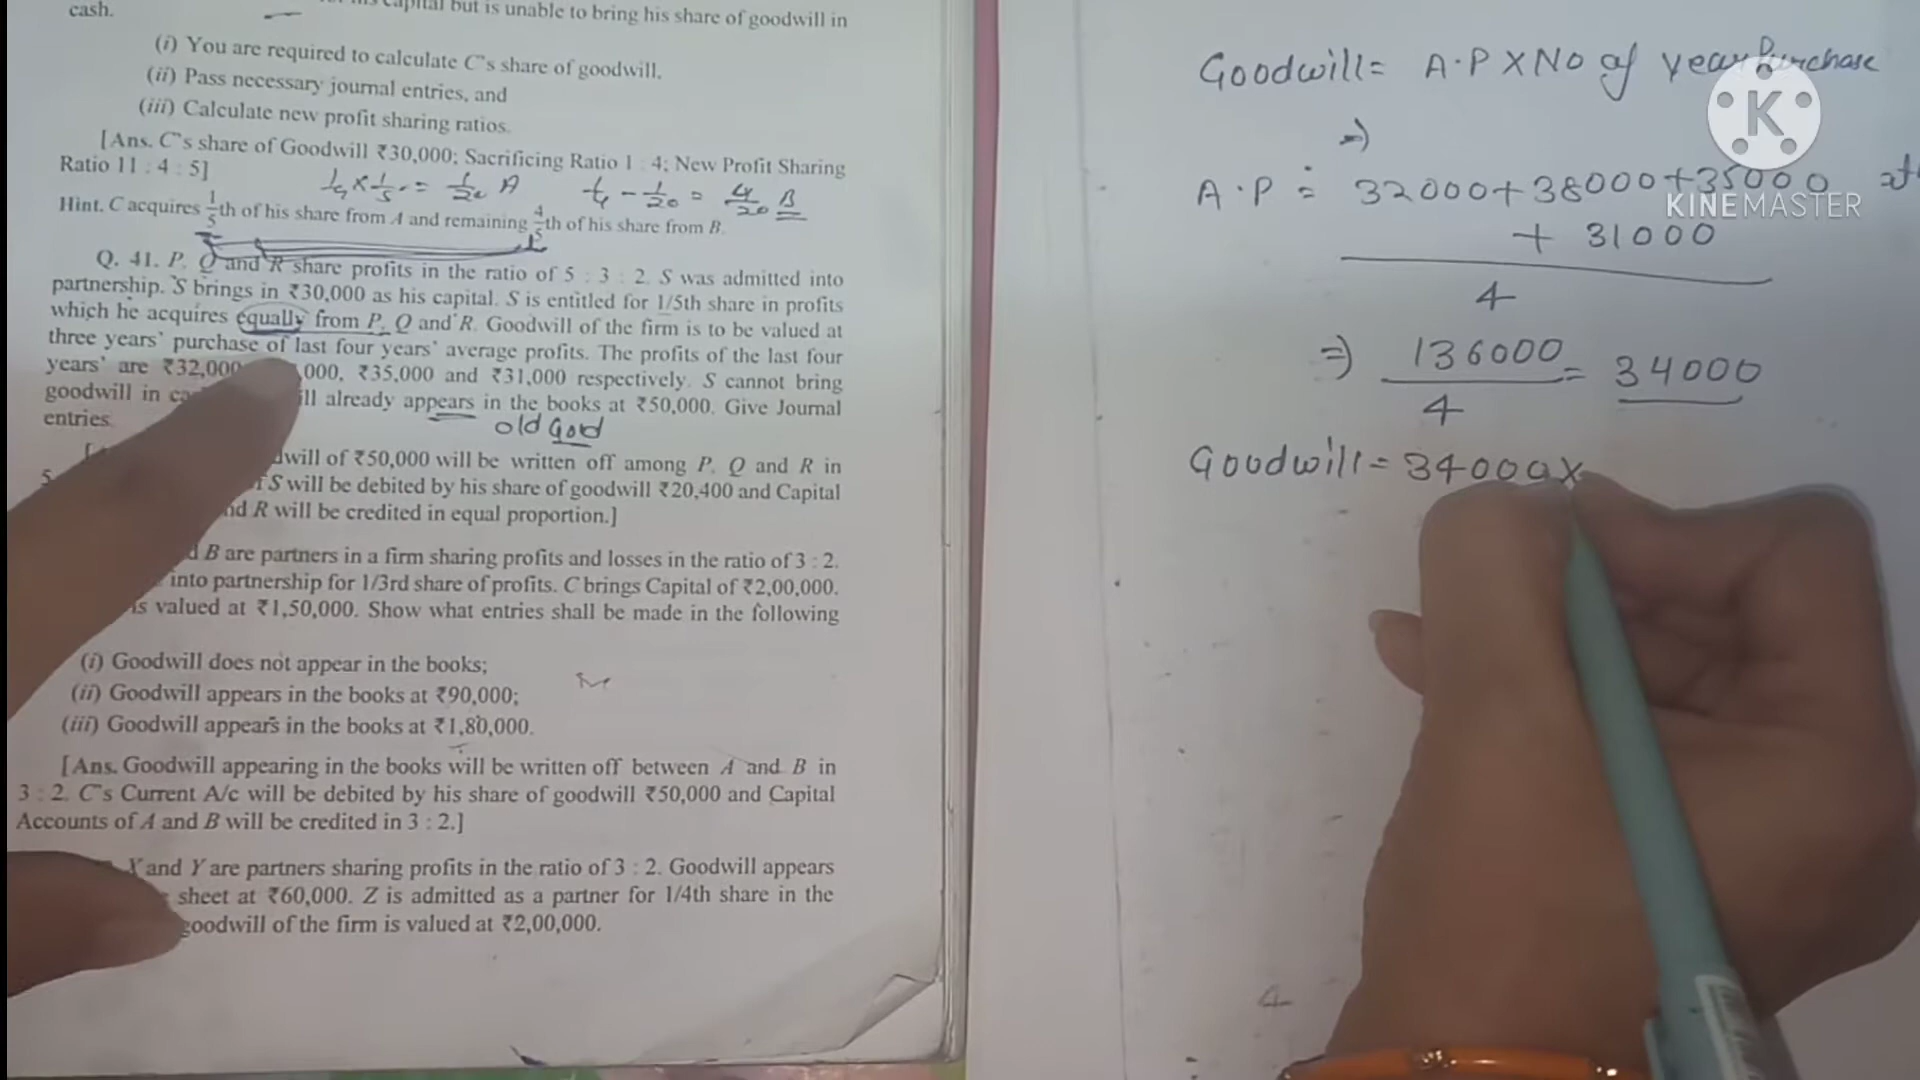 cash.
capital but is unable to bring his share of goodwill in
(i) You are required to calculate C's share of goodwill,
(ii) Pass necessary journal entries, and
(iii) Calculate new profit sharing ratios.
[Ans. C's share of Goodwill ₹30,000; Sacrificing Ratio 1 : 4; New Profit Sharing
Ratio 11 : 4 : 5]
1/4 × 1/5 = 1/20 A 1/4 - 1/20 = 4/20 B
Hint. C acquires 1/5th of his share from A and remaining 4/5th of his share from B.
Q. 41. P, Q and R share profits in the ratio of 5 : 3 : 2. S was admitted into
partnership. S brings in ₹30,000 as his capital. S is entitled for 1/5th share in profits
which he acquires equally from P, Q and R. Goodwill of the firm is to be valued at
three years' purchase of last four years' average profits. The profits of the last four
years' are ₹32,000 ,000, ₹35,000 and ₹31,000 respectively. S cannot bring
goodwill in ill already appears in the books at ₹50,000. Give Journal
entries.
old Good
will of ₹50,000 will be written off among P, Q and R in
S will be debited by his share of goodwill ₹20,400 and Capital
nd R will be credited in equal proportion.]
B are partners in a firm sharing profits and losses in the ratio of 3 : 2.
into partnership for 1/3rd share of profits. C brings Capital of ₹2,00,000.
is valued at ₹1,50,000. Show what entries shall be made in the following
(i) Goodwill does not appear in the books;
(ii) Goodwill appears in the books at ₹90,000;
(iii) Goodwill appears in the books at ₹1,80,000.
[Ans. Goodwill appearing in the books will be written off between A and B in
3 : 2. C's Current A/c will be debited by his share of goodwill ₹50,000 and Capital
Accounts of A and B will be credited in 3 : 2.]
X and Y are partners sharing profits in the ratio of 3 : 2. Goodwill appears
sheet at ₹60,000. Z is admitted as a partner for 1/4th share in the
goodwill of the firm is valued at ₹2,00,000.
Goodwill = A.P × No of year Purchase
K
KINEMASTER
=)
A.P = 32000+38000+35000
+ 31000
4
=) 136000 = 34000
4
Goodwill = 34000×